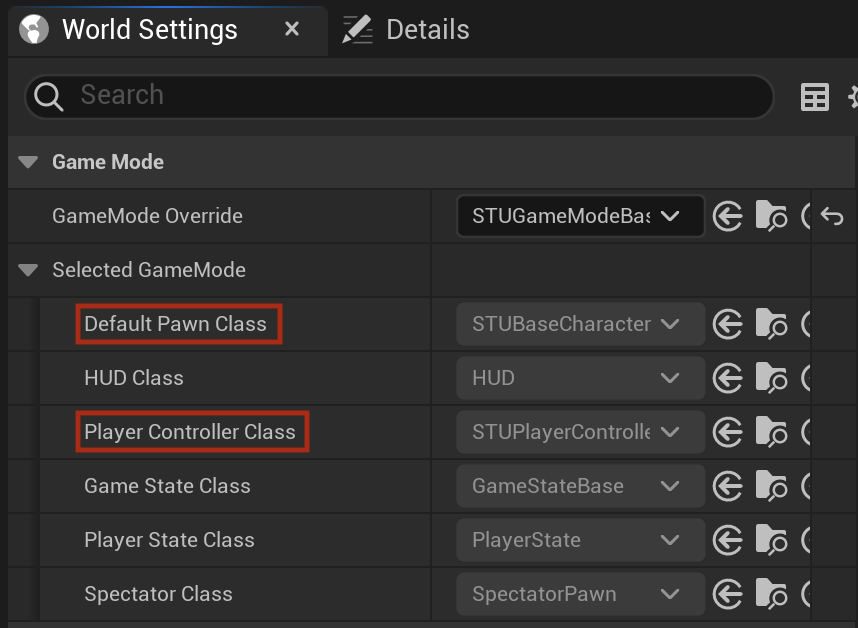 World Settings
Details
Search
Game Mode
GameMode Override STUGameModeBas
Selected GameMode
Default Pawn Class STUBaseCharacter
HUD Class HUD
Player Controller Class STUPlayerControlle
Game State Class GameStateBase
Player State Class PlayerState
Spectator Class SpectatorPawn